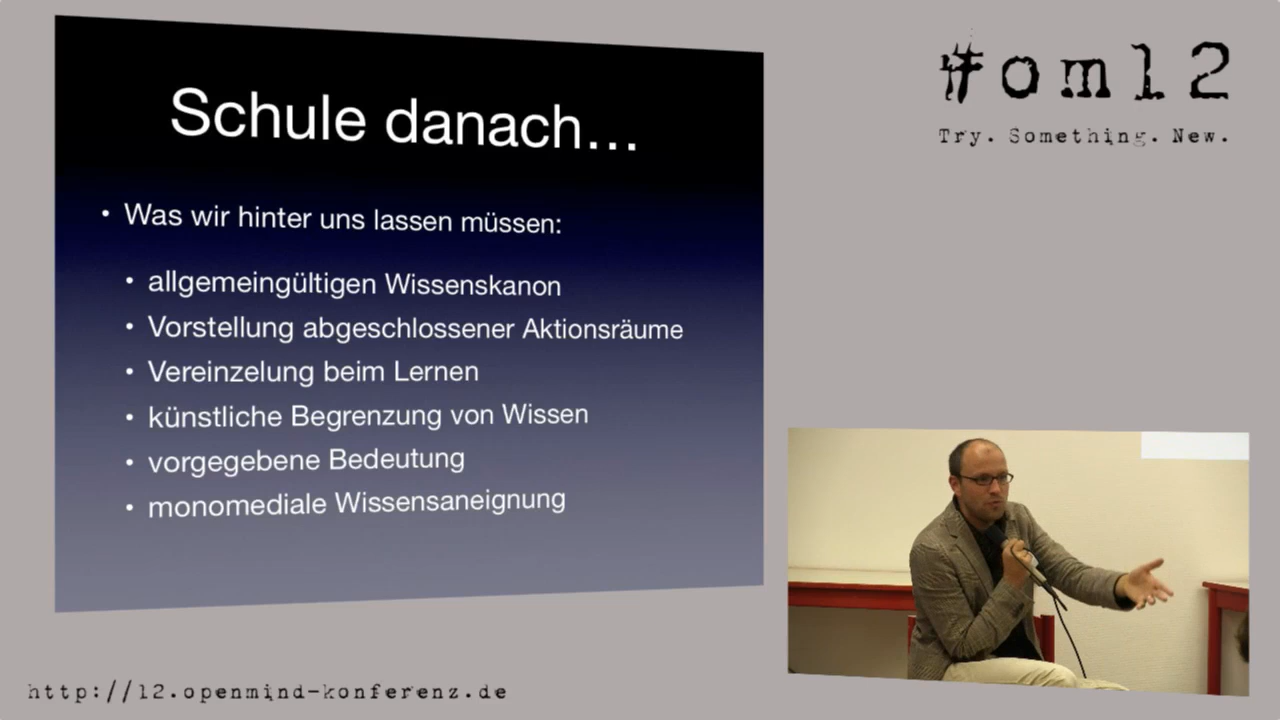 Schule danach...
• Was wir hinter uns lassen müssen:
• allgemeingültigen Wissenskanon
• Vorstellung abgeschlossener Aktionsräume
• Vereinzelung beim Lernen
• künstliche Begrenzung von Wissen
• vorgegebene Bedeutung
• monomediale Wissensaneignung
#om12
Try. Something. New.
http://12.openmind-konferenz.de